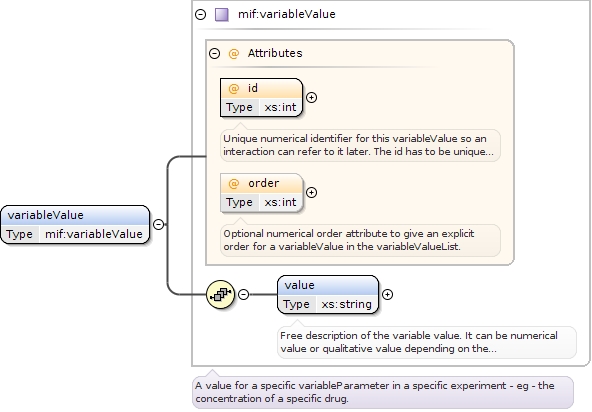 mif:variableValue
@ Attributes
@ id
Type xs:int
Unique numerical identifier for this variableValue so an
interaction can refer to it later. The id has to be unique...
@ order
Type xs:int
Optional numerical order attribute to give an explicit
order for a variableValue in the variableValueList.
variableValue
Type mif:variableValue
value
Type xs:string
Free description of the variable value. It can be numerical
value or qualitative value depending on the...
A value for a specific variableParameter in a specific experiment - eg - the
concentration of a specific drug.